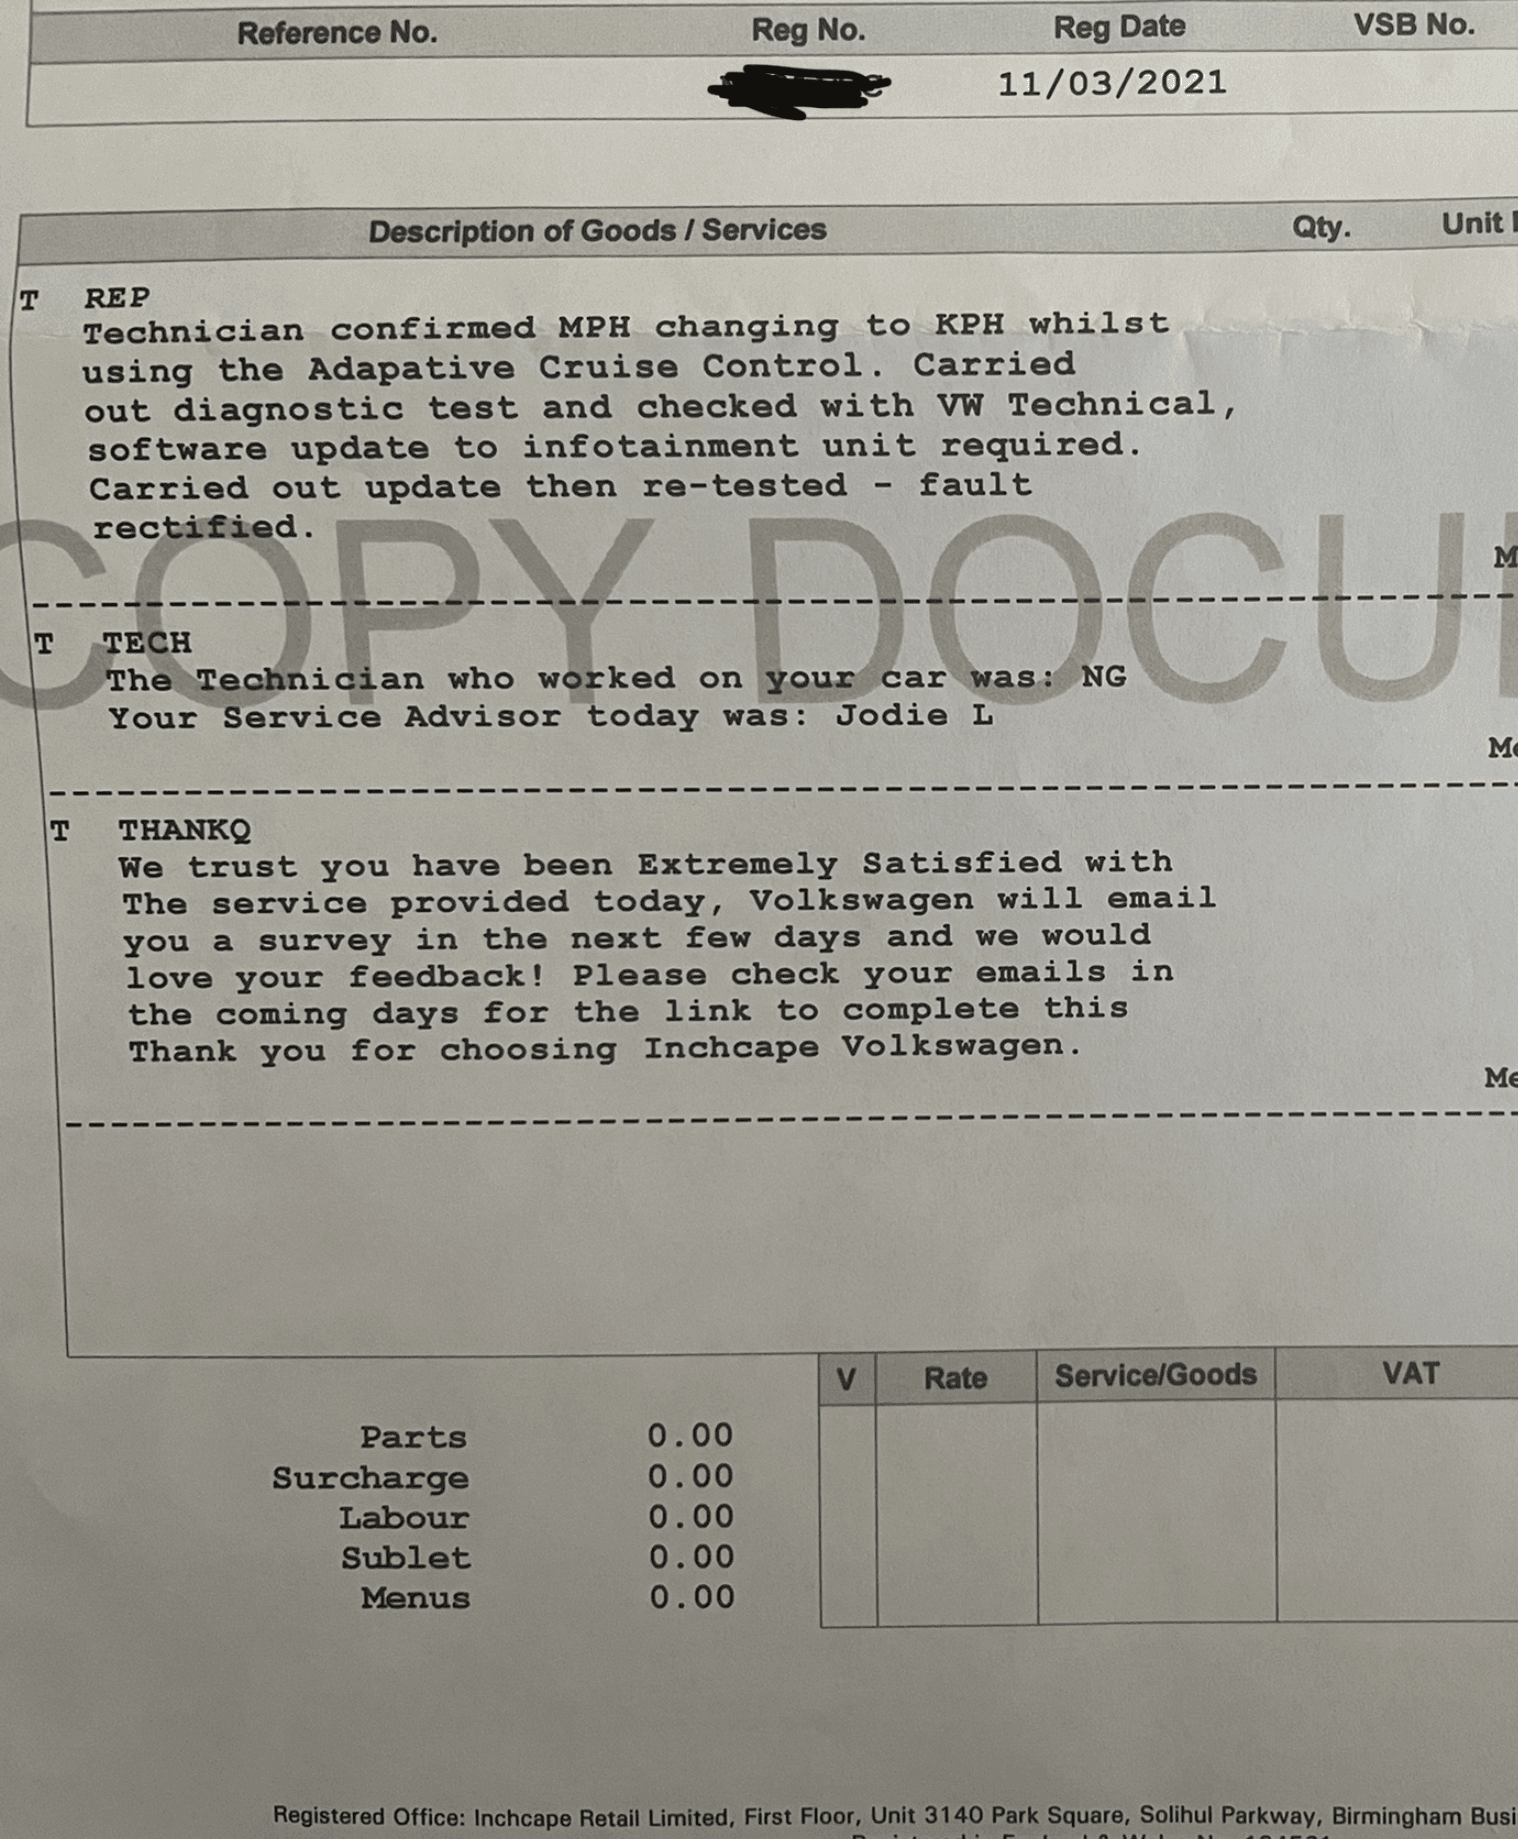 Reference No. Reg No. Reg Date VSB No.
11/03/2021
Description of Goods / Services Qty. Unit
T REP
Technician confirmed MPH changing to KPH whilst
using the Adapative Cruise Control. Carried
out diagnostic test and checked with VW Technical,
software update to infotainment unit required.
Carried out update then re-tested - fault
rectified.
COPY DOCU
T TECH
The Technician who worked on your car was: NG
Your Service Advisor today was: Jodie L
T THANKQ
We trust you have been Extremely Satisfied with
The service provided today, Volkswagen will email
you a survey in the next few days and we would
love your feedback! Please check your emails in
the coming days for the link to complete this
Thank you for choosing Inchcape Volkswagen.
V Rate Service/Goods VAT
Parts 0.00
Surcharge 0.00
Labour 0.00
Sublet 0.00
Menus 0.00
Registered Office: Inchcape Retail Limited, First Floor, Unit 3140 Park Square, Solihul Parkway, Birmingham Busi